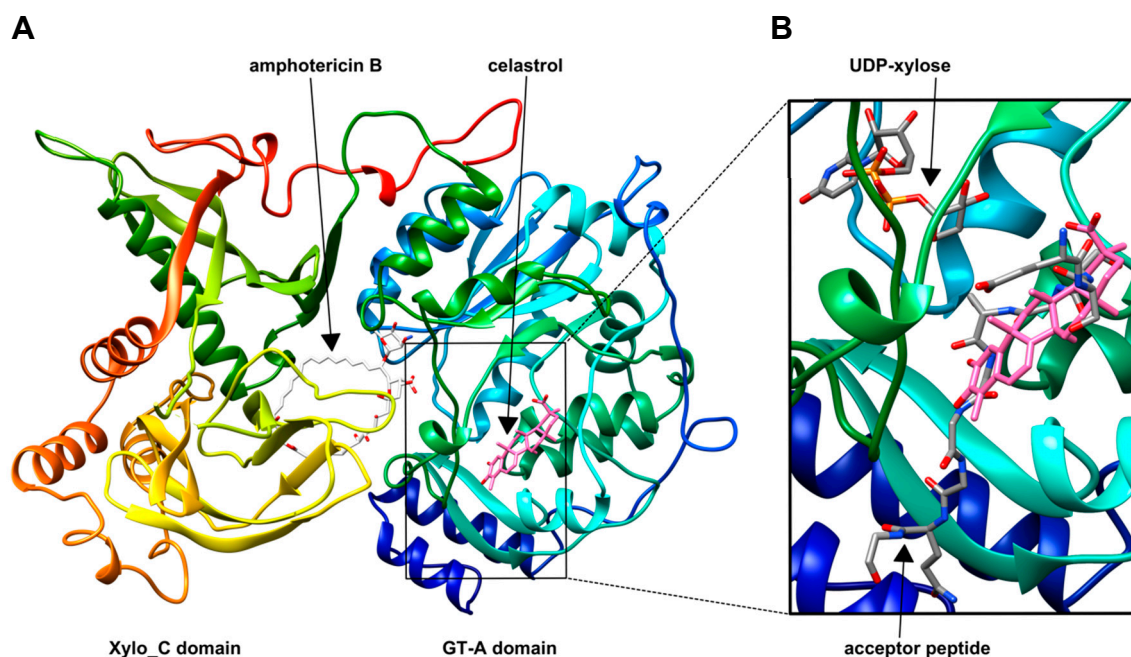 A
B
amphotericin B
celastrol
UDP-xylose
Xylo_C domain
GT-A domain
acceptor peptide